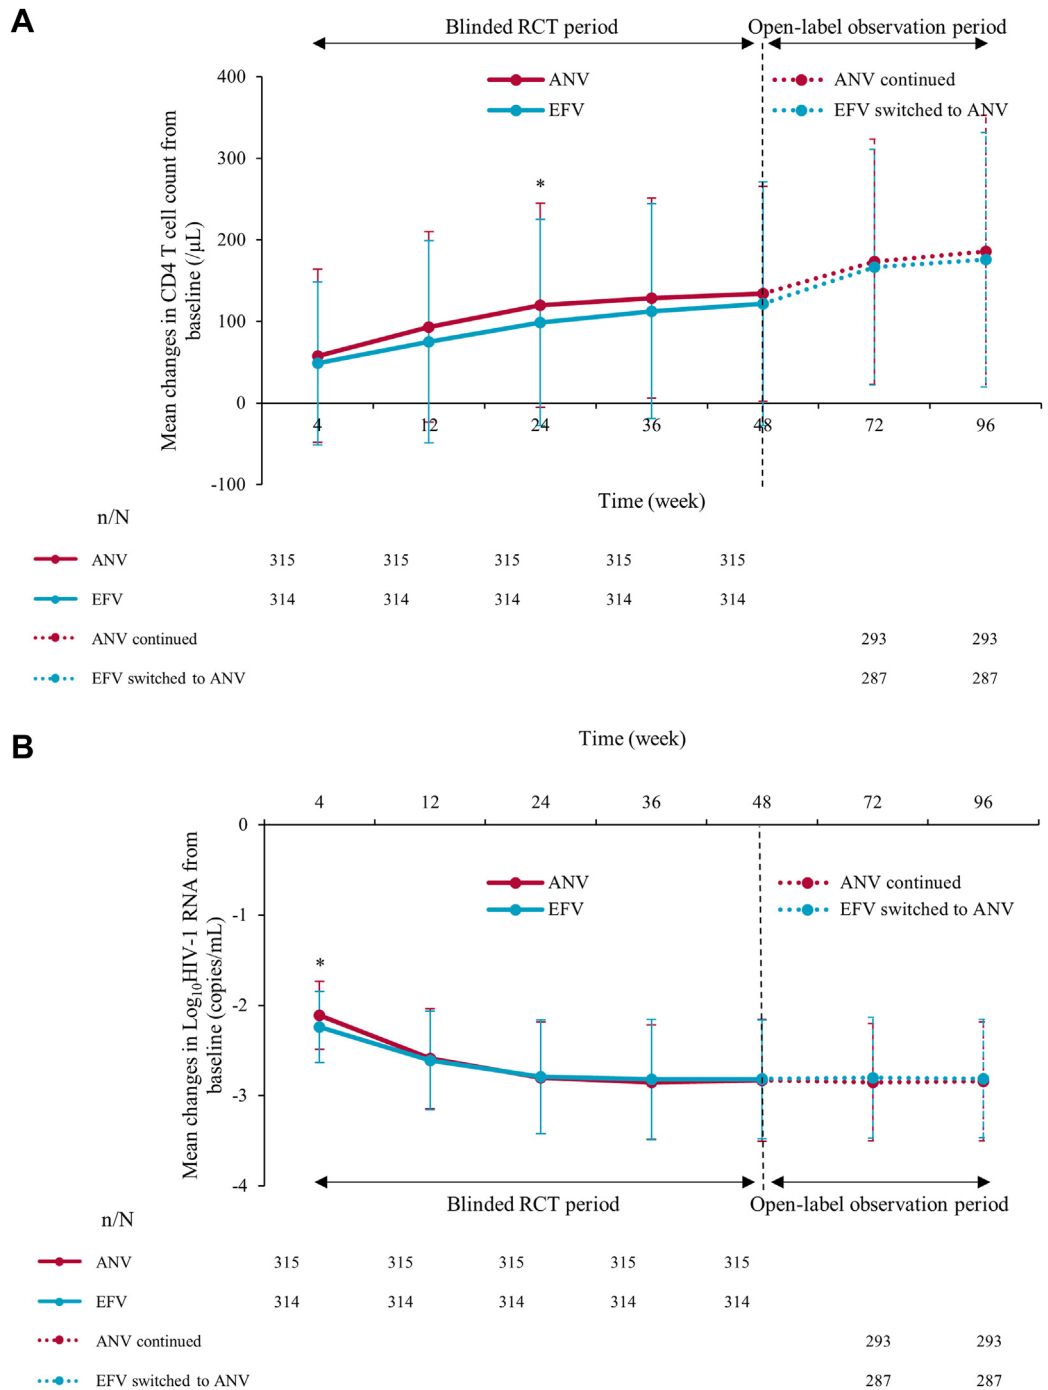 A
Blinded RCT period
Open-label observation period
ANV
EFV
ANV continued
EFV switched to ANV
Mean changes in CD4 T cell count from
baseline (/μL)
400
300
200
100
0
-100
*
4 12 24 36 48 72 96
Time (week)
n/N
ANV 315 315 315 315 315
EFV 314 314 314 314 314
ANV continued 293 293
EFV switched to ANV 287 287
B
Time (week)
4 12 24 36 48 72 96
Mean changes in Log₁₀HIV-1 RNA from
baseline (copies/mL)
0
-1
-2
-3
-4
ANV
EFV
ANV continued
EFV switched to ANV
*
Blinded RCT period
Open-label observation period
n/N
ANV 315 315 315 315 315
EFV 314 314 314 314 314
ANV continued 293 293
EFV switched to ANV 287 287